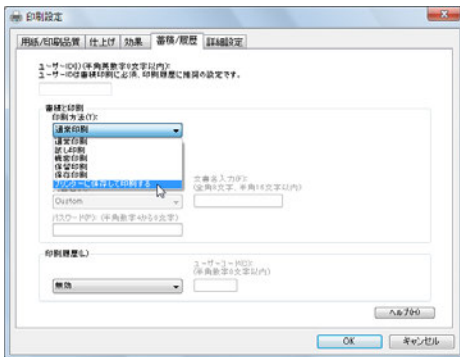 印刷設定
用紙/印刷品質 仕上げ 効果 蓄積/履歴 詳細設定
ユーザーID(I)(半角英数字8文字以内):
ユーザーIDは蓄積印刷に必須、印刷履歴に推奨の設定です。
蓄積と印刷
印刷方法(T):
通常印刷
通常印刷
試し印刷
機密印刷
保留印刷
保存印刷
プリンターに保存して印刷する
文書名入力(F):
(全角8文字、半角16文字以内)
Custom
パスワード(P): (半角数字4から8文字)
印刷履歴(L)
ユーザーコード(C):
(半角数字8文字以内)
無効
ヘルプ(H)
OK キャンセル